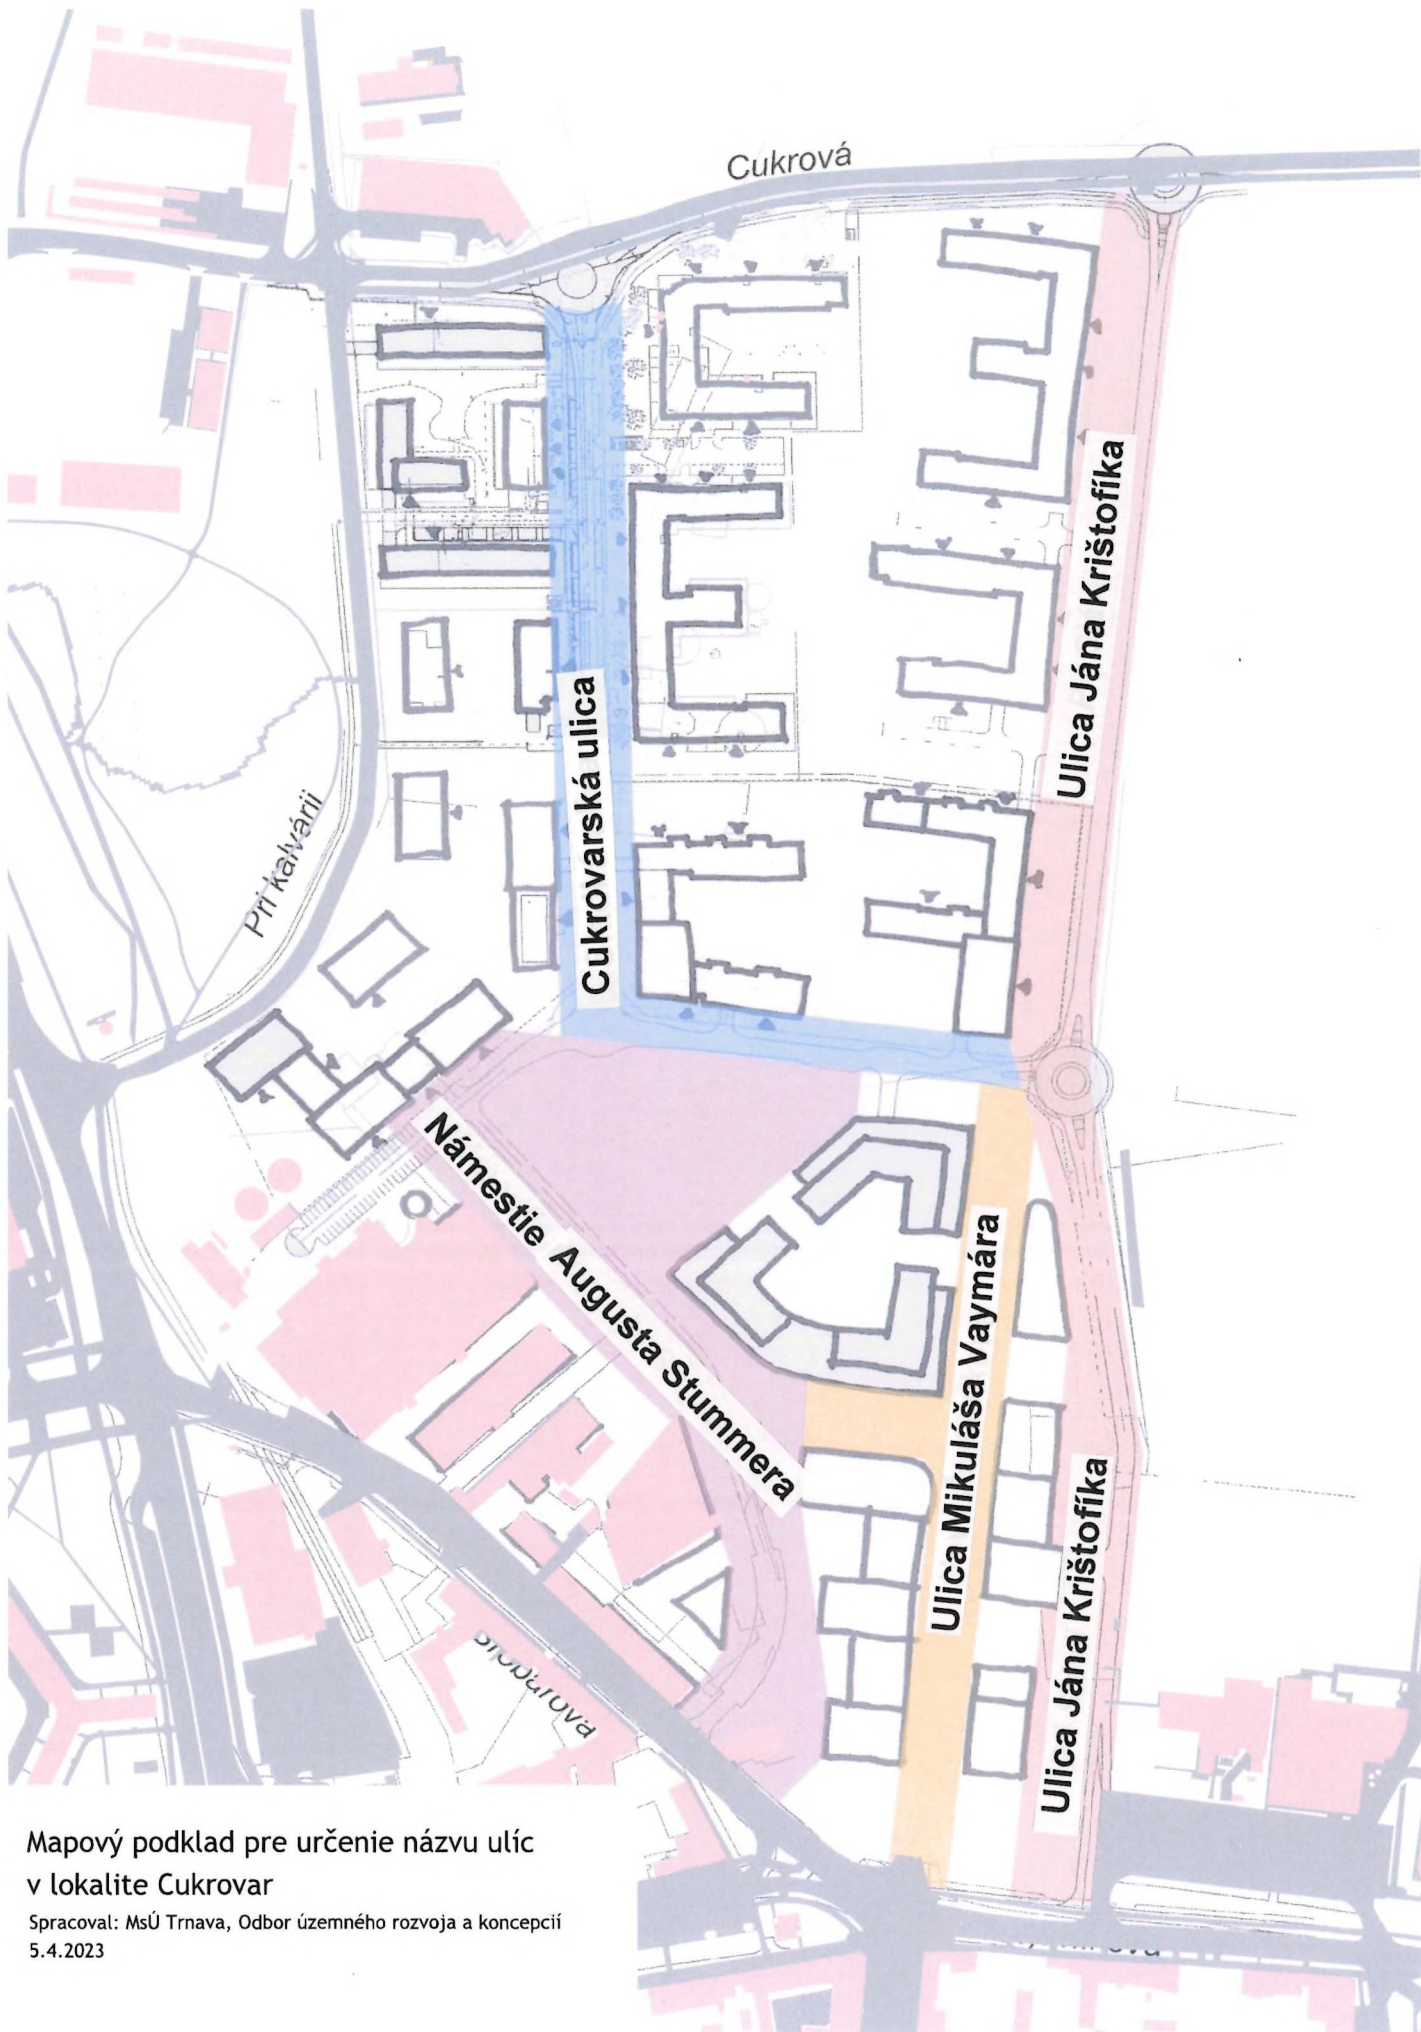 Cukrová
Ulica Jána Krištofíka
Cukrovarská ulica
Pri kalvárii
Námestie Augusta Stummera
Ulica Mikuláša Vaymára
Ulica Jána Krištofíka
Mapový podklad pre určenie názvu ulíc
v lokalite Cukrovar
Spracoval: MsÚ Trnava, Odbor územného rozvoja a koncepcií
5.4.2023